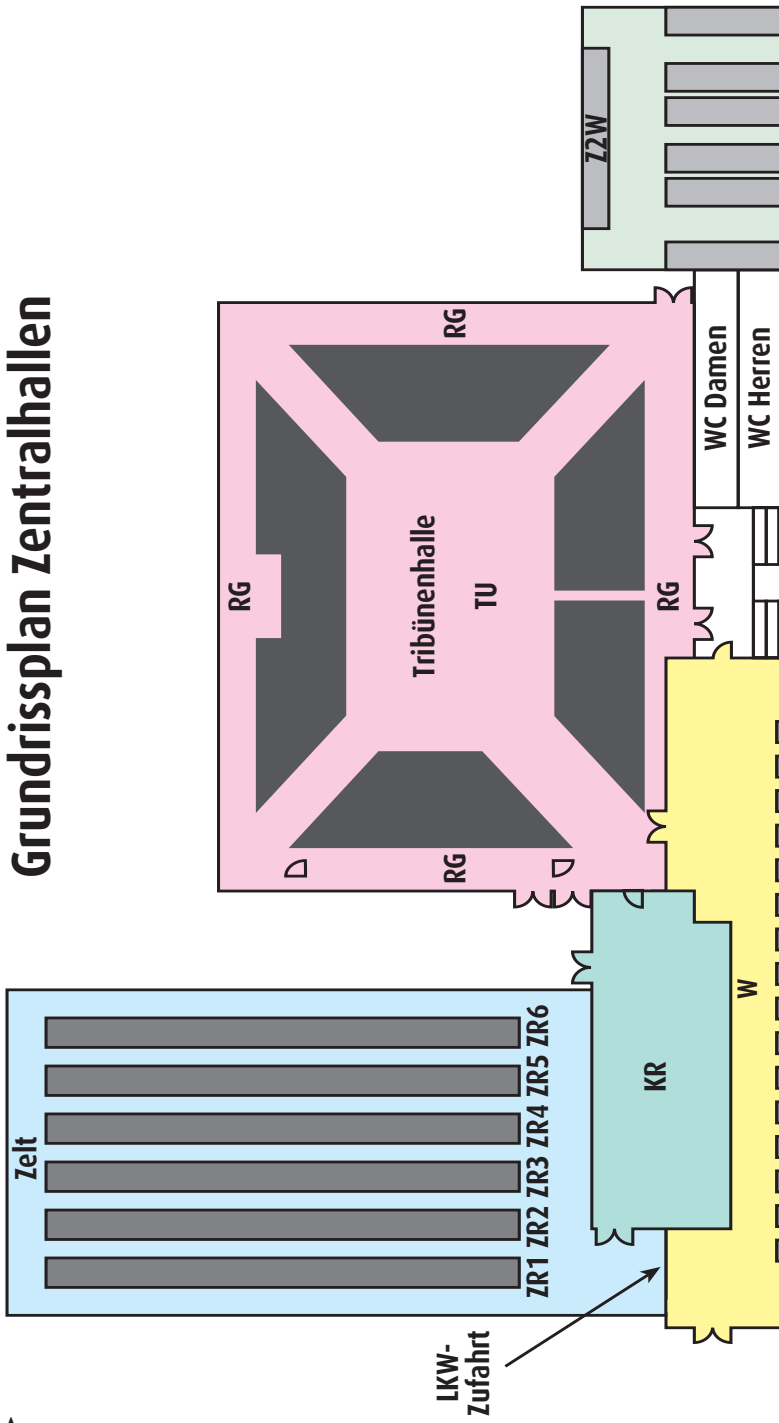 Grundrissplan Zentralhallen
Zelt
ZR1
ZR2
ZR3
ZR4
ZR5
ZR6
LKW-
Zufahrt
KR
W
RG
RG
Tribünenhalle
TU
RG
RG
WC Damen
WC Herren
Z2W